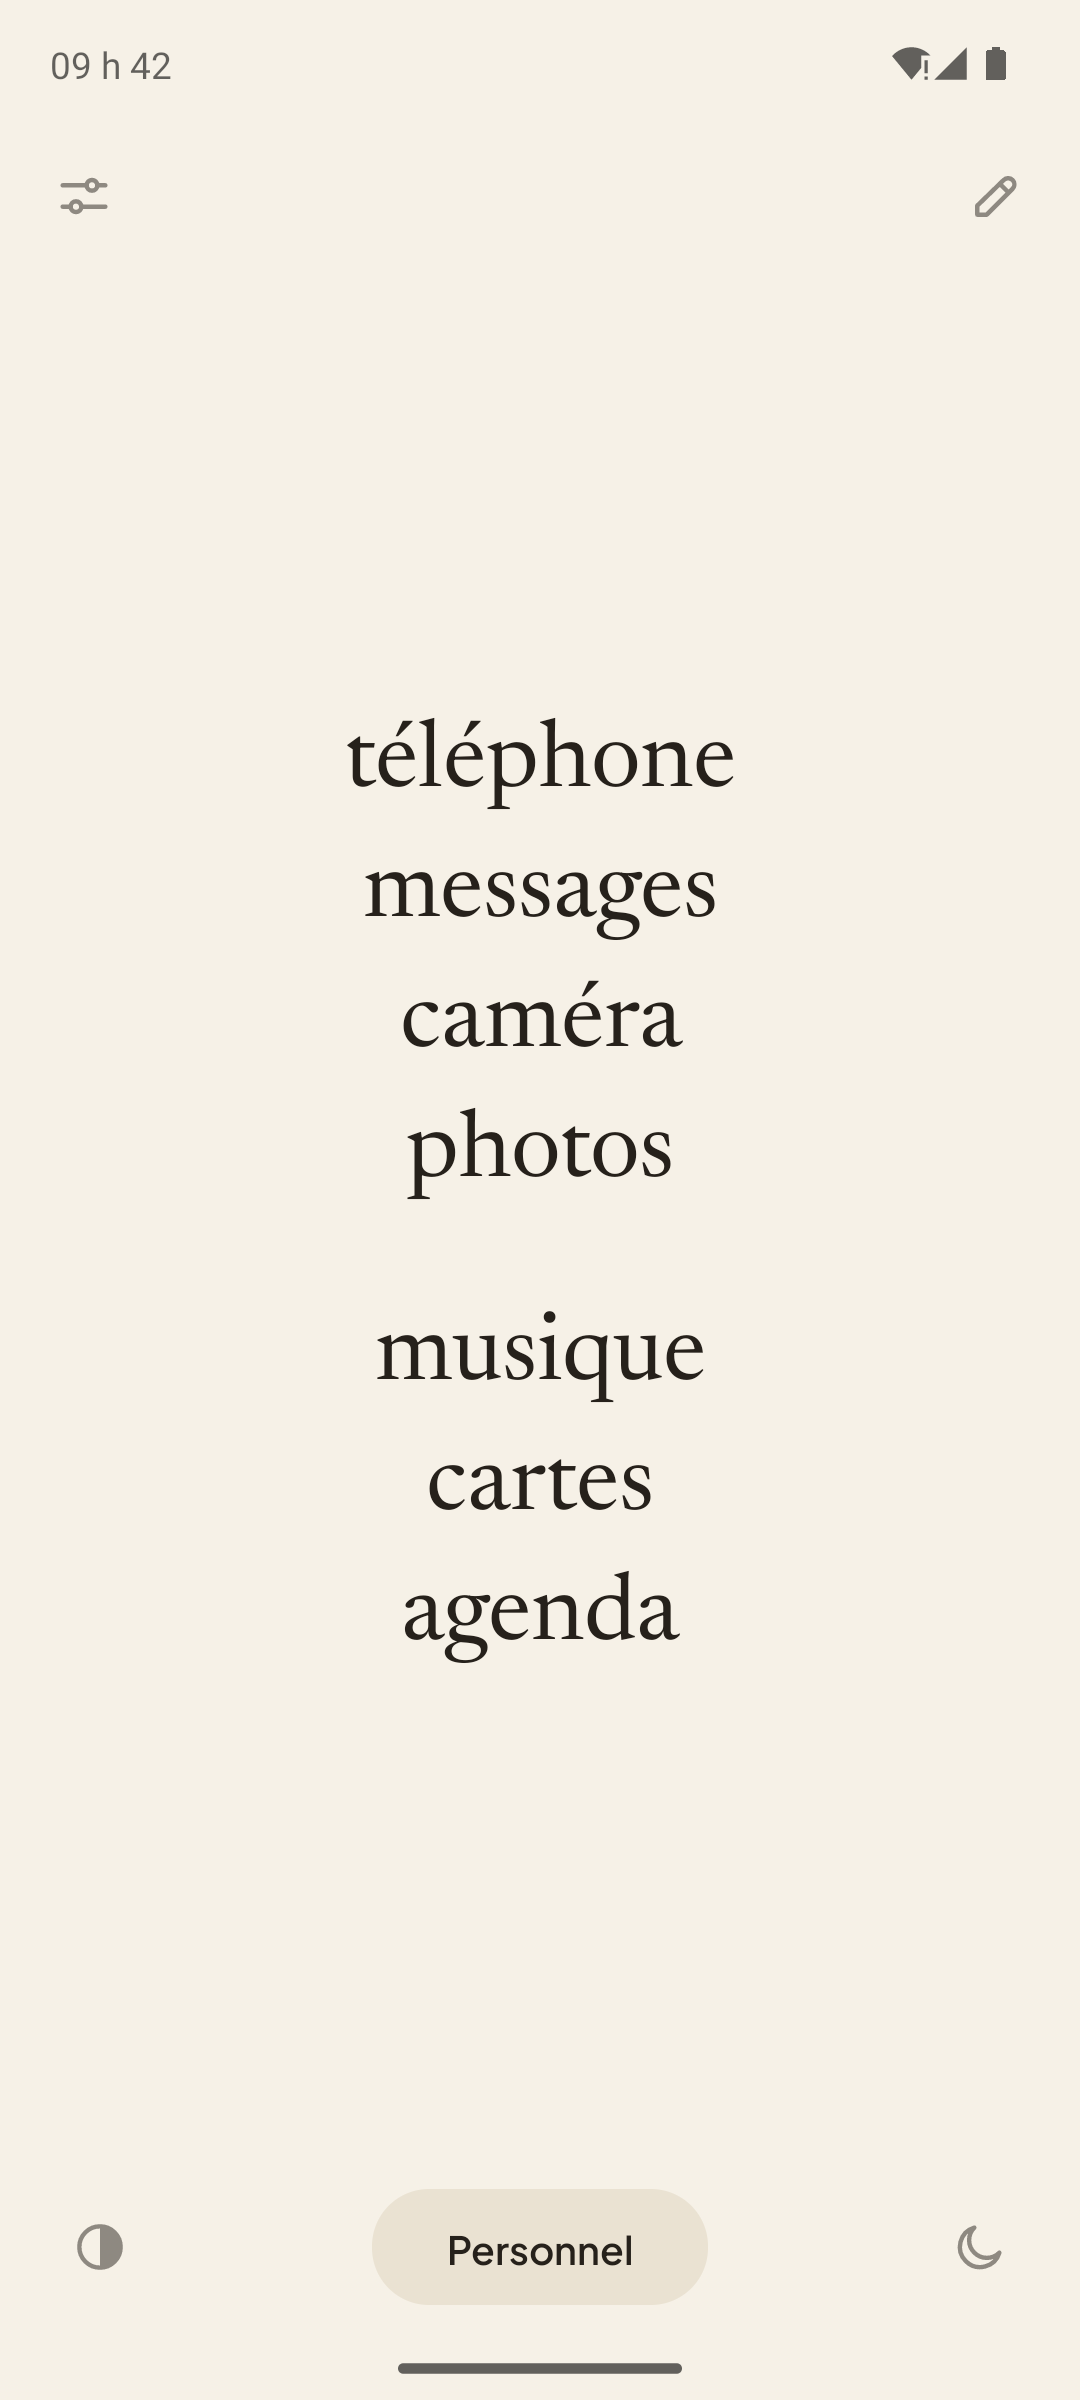 09 h 42
téléphone
messages
caméra
photos
musique
cartes
agenda
Personnel